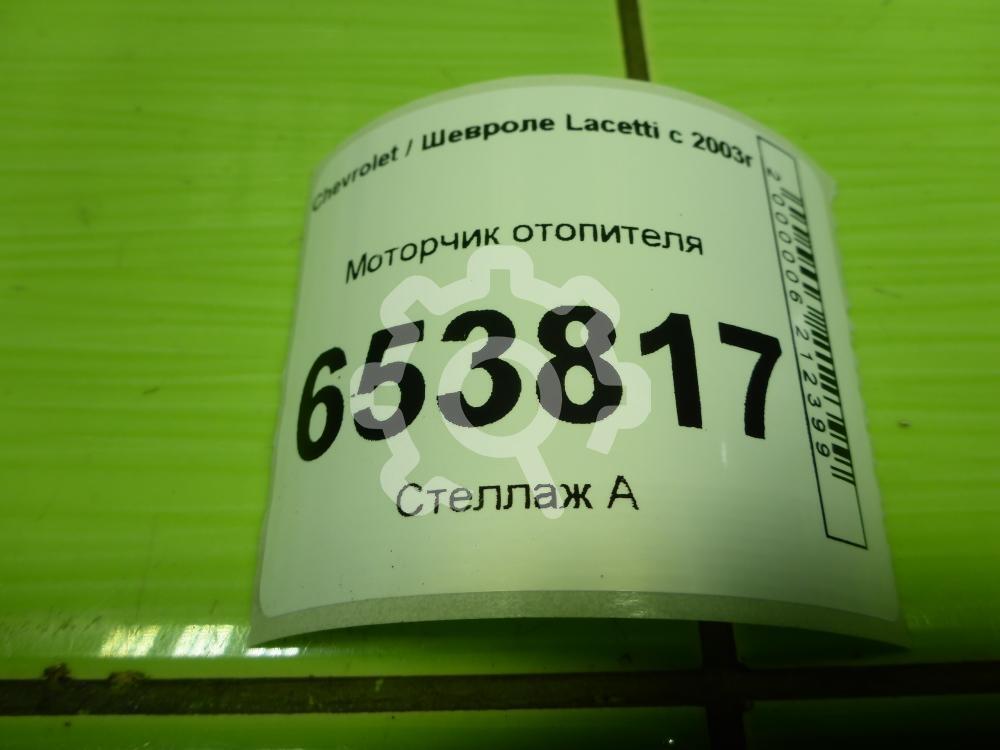 Chevrolet / Шевроле Lacetti с 2003г
Моторчик отопителя
653817
Стеллаж А
2000006212399